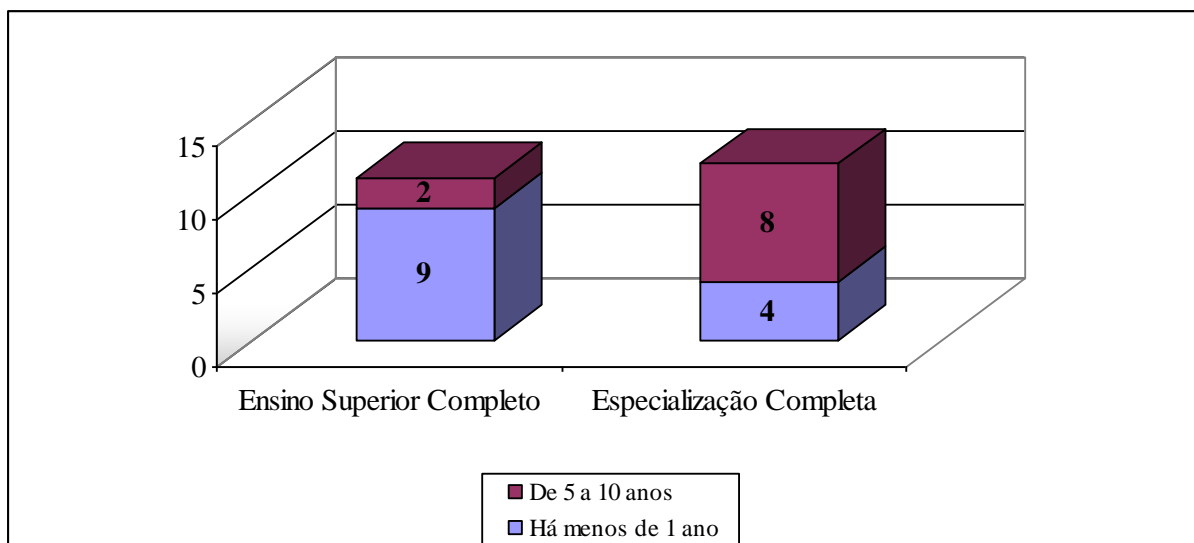 15
10
5
0
2
9
8
4
Ensino Superior Completo
Especialização Completa
De 5 a 10 anos
Há menos de 1 ano